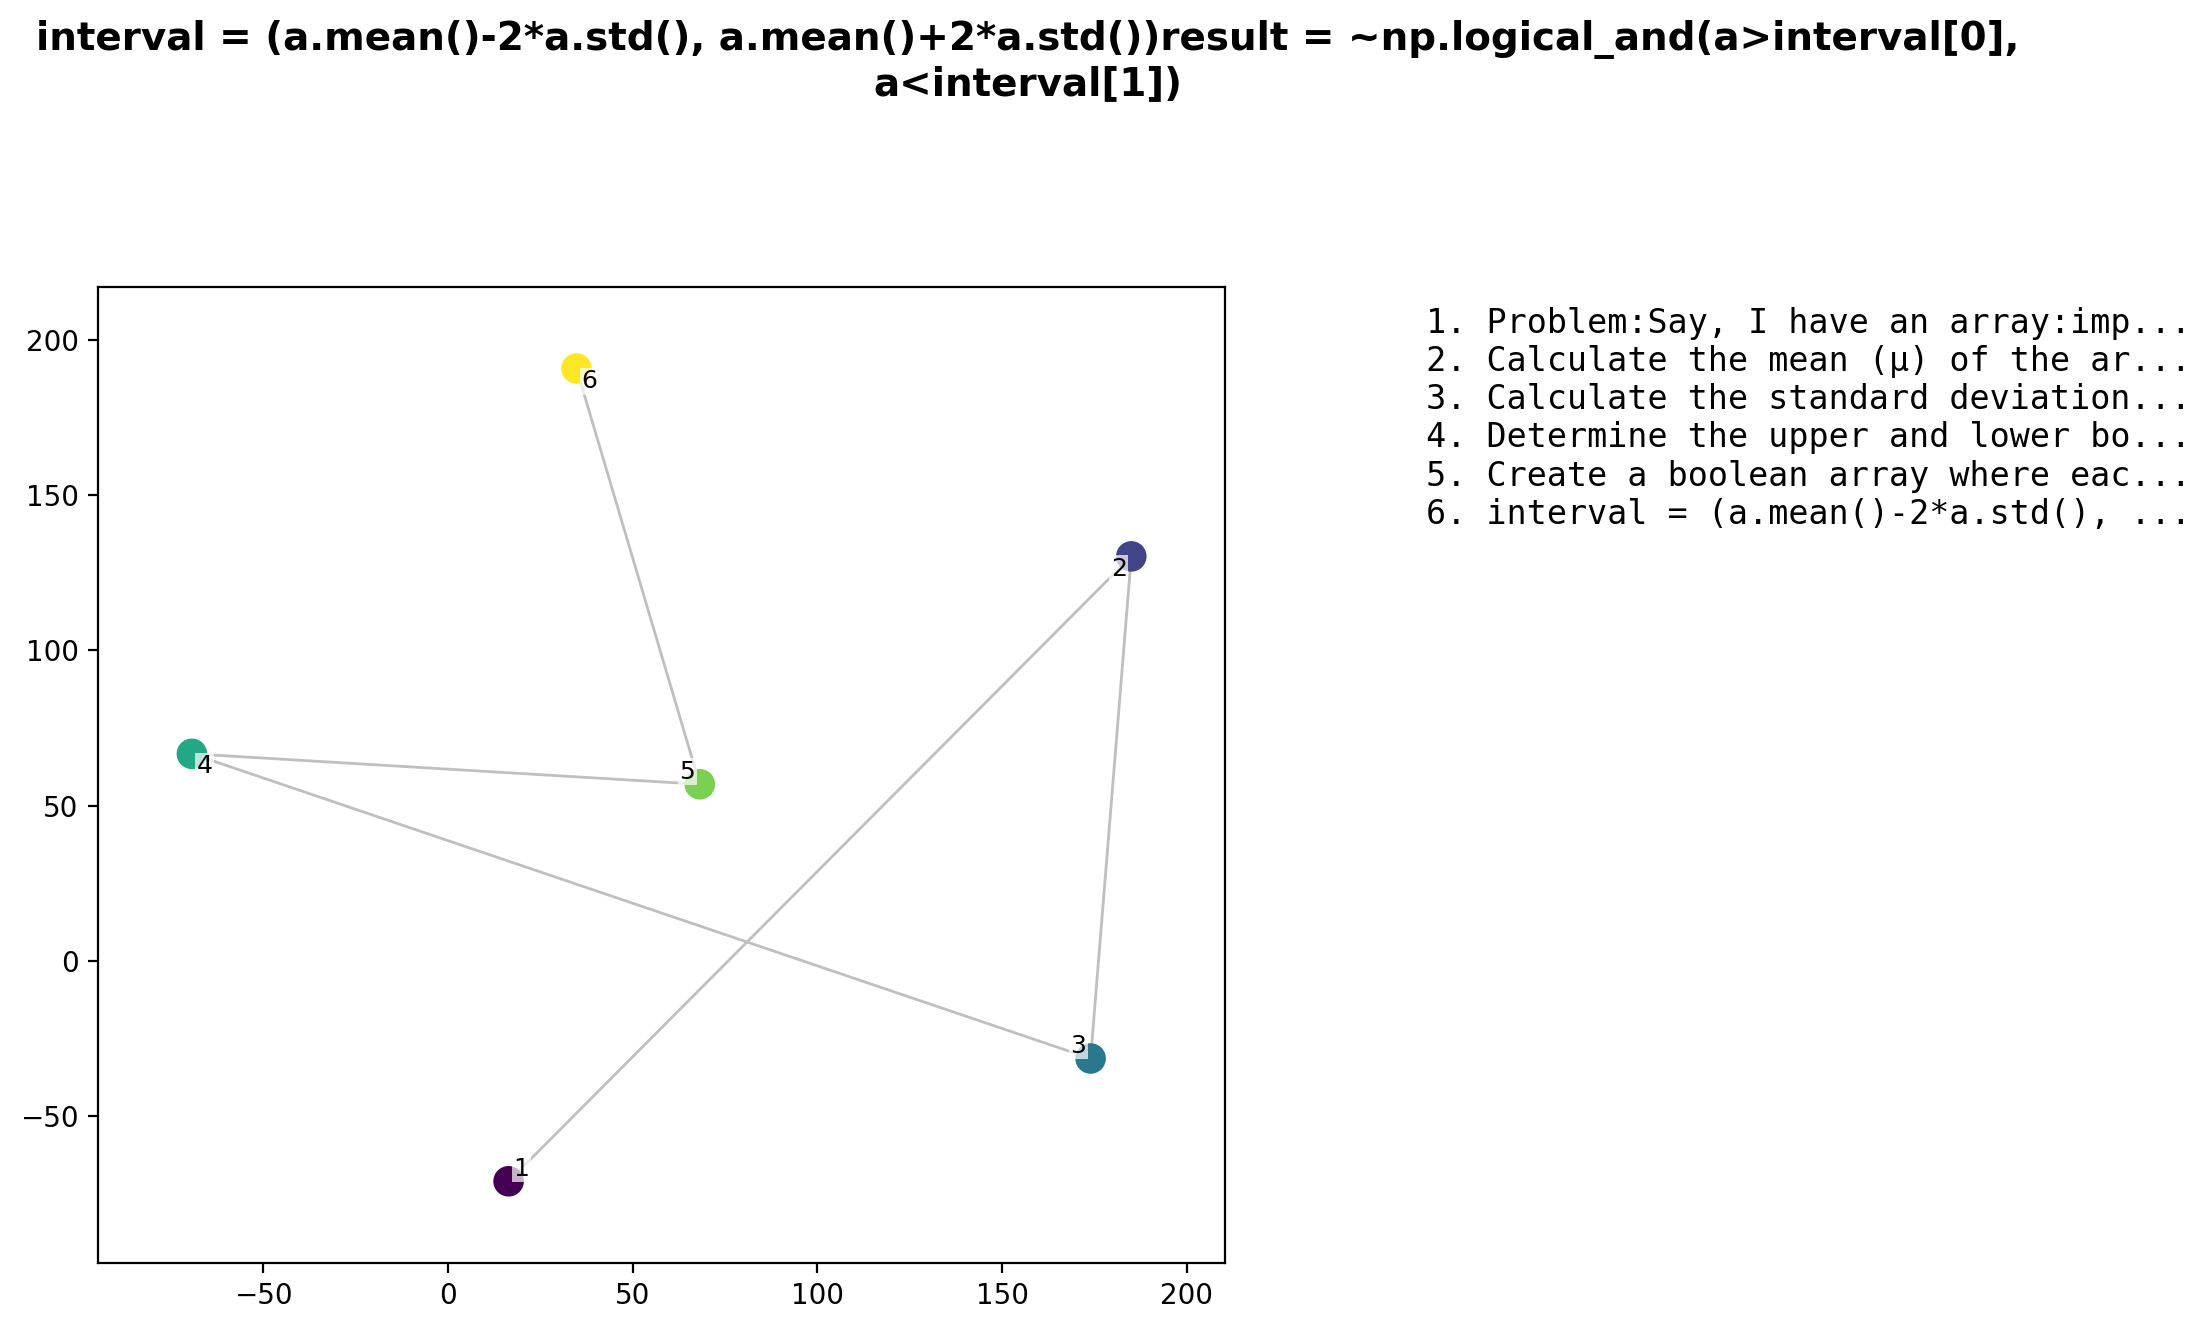 interval = (a.mean()-2*a.std(), a.mean()+2*a.std())result = ~np.logical_and(a>interval[0],
a<interval[1])
200
150
100
50
0
−50
−50
0
50
100
150
200
6
2
4
5
3
1
1. Problem:Say, I have an array:imp...
2. Calculate the mean (μ) of the ar...
3. Calculate the standard deviation...
4. Determine the upper and lower bo...
5. Create a boolean array where eac...
6. interval = (a.mean()-2*a.std(), ...